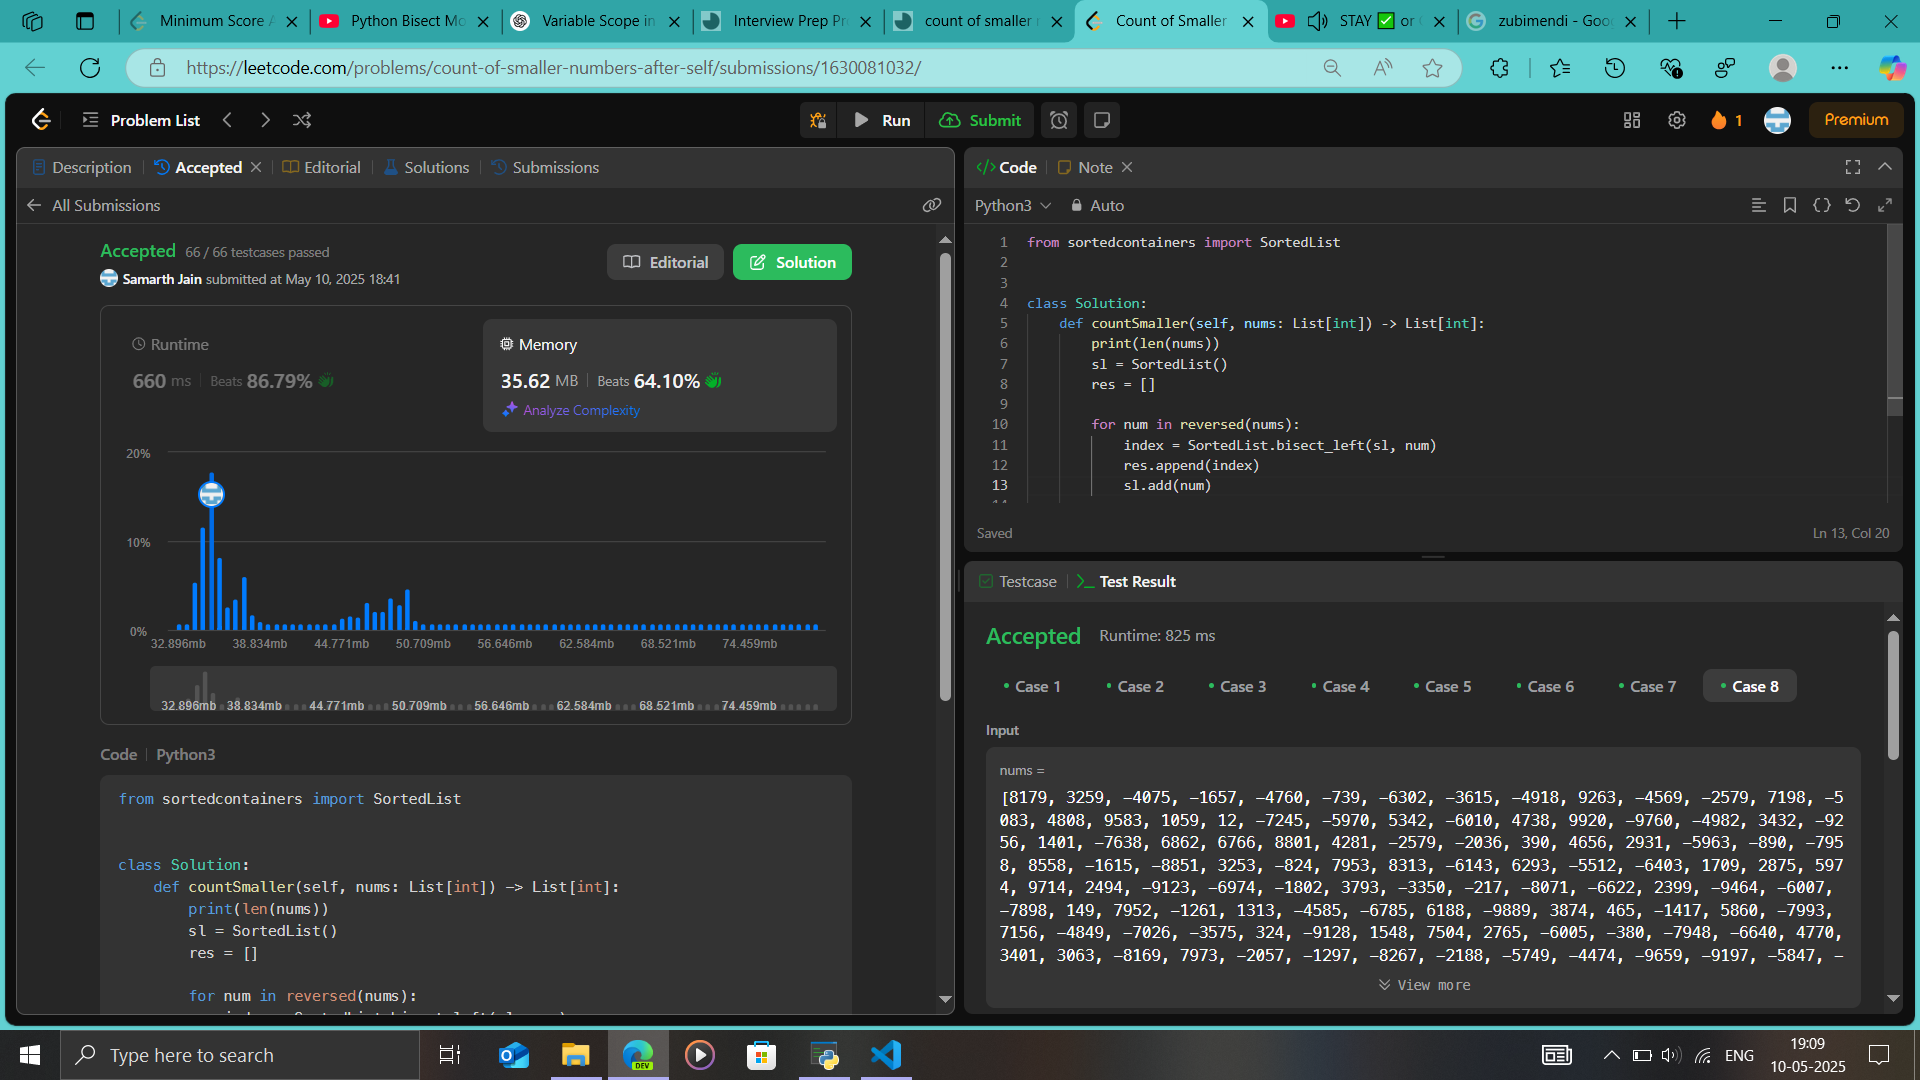 Minimum Score A
Python Bisect Mo
Variable Scope in
Interview Prep Pr
count of smaller
Count of Smaller
STAY ✅ or
zubimendi - Goo
https://leetcode.com/problems/count-of-smaller-numbers-after-self/submissions/1630081032/
Problem List
Run
Submit
1
Premium
Description
Accepted
Editorial
Solutions
Submissions
All Submissions
Accepted 66 / 66 testcases passed
Samarth Jain submitted at May 10, 2025 18:41
Editorial
Solution
Runtime
660 ms Beats 86.79%
Memory
35.62 MB Beats 64.10%
Analyze Complexity
20%
10%
0%
32.896mb 38.834mb 44.771mb 50.709mb 56.646mb 62.584mb 68.521mb 74.459mb
32.896mb 38.834mb 44.771mb 50.709mb 56.646mb 62.584mb 68.521mb 74.459mb
Code Python3
from sortedcontainers import SortedList
class Solution:
def countSmaller(self, nums: List[int]) -> List[int]:
print(len(nums))
sl = SortedList()
res = []
for num in reversed(nums):
</> Code
Note
Python3
Auto
1 from sortedcontainers import SortedList
2
3
4 class Solution:
5 def countSmaller(self, nums: List[int]) -> List[int]:
6 print(len(nums))
7 sl = SortedList()
8 res = []
9
10 for num in reversed(nums):
11 index = SortedList.bisect_left(sl, num)
12 res.append(index)
13 sl.add(num)
Saved
Ln 13, Col 20
Testcase
Test Result
Accepted Runtime: 825 ms
Case 1 Case 2 Case 3 Case 4 Case 5 Case 6 Case 7 Case 8
Input
nums =
[8179, 3259, −4075, −1657, −4760, −739, −6302, −3615, −4918, 9263, −4569, −2579, 7198, −5
083, 4808, 9583, 1059, 12, −7245, −5970, 5342, −6010, 4738, 9920, −9760, −4982, 3432, −92
56, 1401, −7638, 6862, 6766, 8801, 4281, −2579, −2036, 390, 4656, 2931, −5963, −890, −795
8, 8558, −1615, −8851, 3253, −824, 7953, 8313, −6143, 6293, −5512, −6403, 1709, 2875, 597
4, 9714, 2494, −9123, −6974, −1802, 3793, −3350, −217, −8071, −6622, 2399, −9464, −6007,
−7898, 149, 7952, −1261, 1313, −4585, −6785, 6188, −9889, 3874, 465, −1417, 5860, −7993,
7156, −4849, −7026, −3575, 324, −9128, 1548, 7504, 2765, −6005, −380, −7948, −6640, 4770,
3401, 3063, −8169, 7973, −2057, −1297, −8267, −2188, −5749, −4474, −9659, −9197, −5847, −
View more
Type here to search
DEV
ENG
19:09
10-05-2025